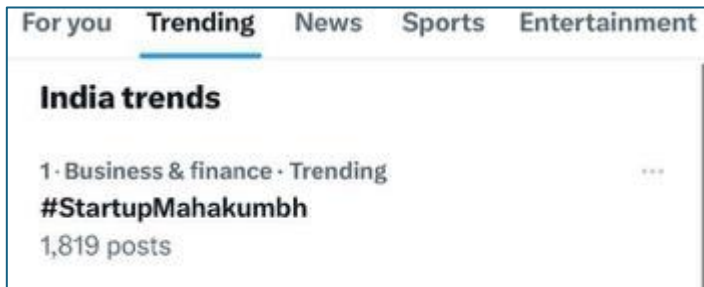 For you Trending News Sports Entertainment
India trends
1 · Business & finance · Trending
#StartupMahakumbh
1,819 posts